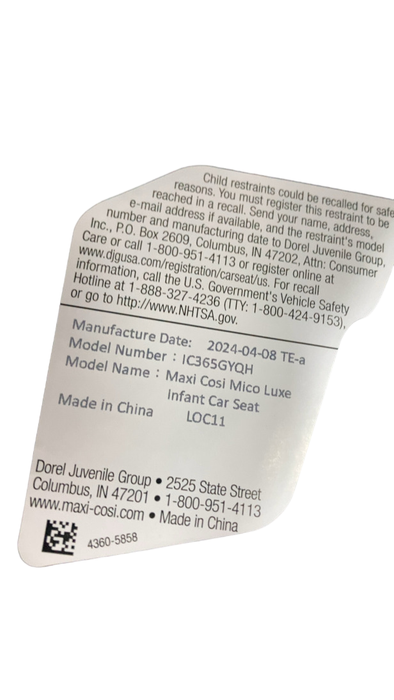 Child restraints could be recalled for safe
reasons. You must register this restraint to be
reached in a recall. Send your name, address,
e-mail address if available, and the restraint's model
number and manufacturing date to Dorel Juvenile Group,
Inc., P.O. Box 2609, Columbus, IN 47202, Attn: Consumer
Care or call 1-800-951-4113 or register online at
www.djgusa.com/registration/carseat/us. For recall
information, call the U.S. Government's Vehicle Safety
Hotline at 1-888-327-4236 (TTY: 1-800-424-9153),
or go to http://www.NHTSA.gov.
Manufacture Date: 2024-04-08 TE-a
Model Number : IC365GYQH
Model Name : Maxi Cosi Mico Luxe
Infant Car Seat
Made in China LOC11
Dorel Juvenile Group • 2525 State Street
Columbus, IN 47201 • 1-800-951-4113
www.maxi-cosi.com • Made in China
4360-5858